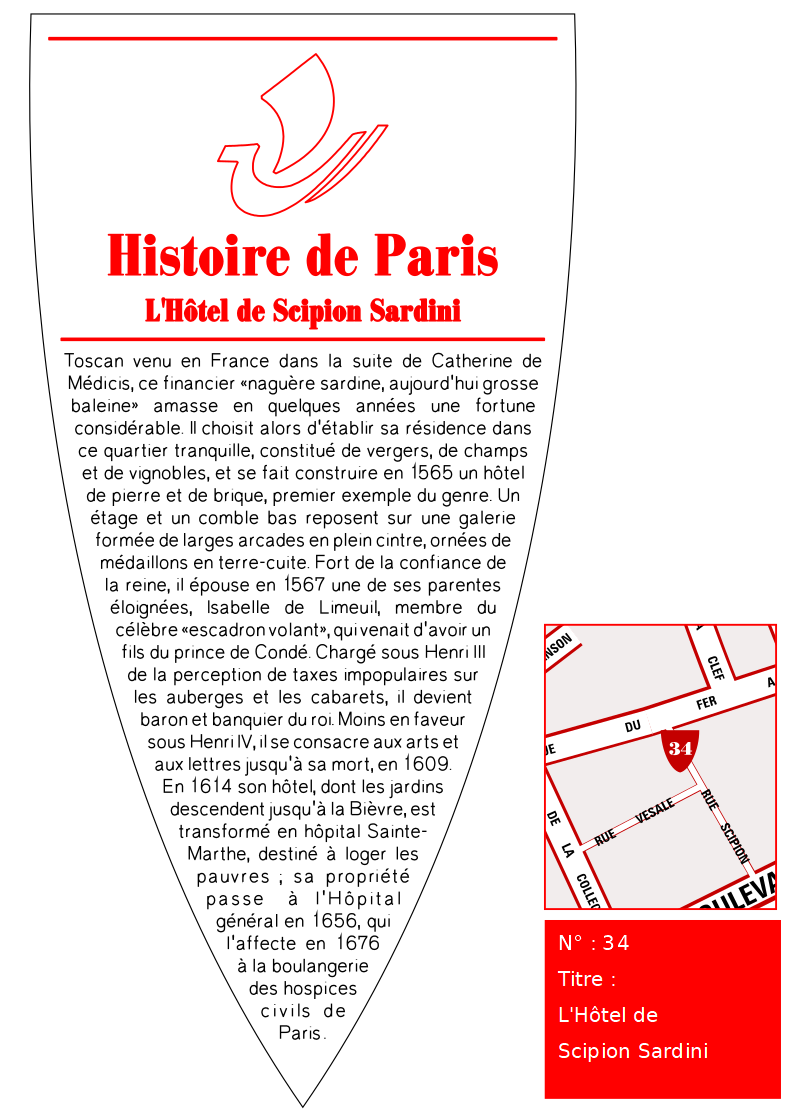 Histoire de Paris
L'Hôtel de Scipion Sardini
Toscan venu en France dans la suite de Catherine de
Médicis, ce financier «naguère sardine, aujourd'hui grosse
baleine» amasse en quelques années une fortune
considérable. Il choisit alors d'établir sa résidence dans
ce quartier tranquille, constitué de vergers, de champs
et de vignobles, et se fait construire en 1565 un hôtel
de pierre et de brique, premier exemple du genre. Un
étage et un comble bas reposent sur une galerie
formée de larges arcades en plein cintre, ornées de
médaillons en terre-cuite. Fort de la confiance de
la reine, il épouse en 1567 une de ses parentes
éloignées, Isabelle de Limeuil, membre du
célèbre «escadron volant», qui venait d'avoir un
fils du prince de Condé. Chargé sous Henri III
de la perception de taxes impopulaires sur
les auberges et les cabarets, il devient
baron et banquier du roi. Moins en faveur
sous Henri IV, il se consacre aux arts et
aux lettres jusqu'à sa mort, en 1609.
En 1614 son hôtel, dont les jardins
descendent jusqu'à la Bièvre, est
transformé en hôpital Sainte-
Marthe, destiné à loger les
pauvres ; sa propriété
passe à l'Hôpital
général en 1656, qui
l'affecte en 1676
à la boulangerie
des hospices
civils de
Paris.
NSON
CLEF
UE DU FER A
34
RUE VESALE
RUE SCIPION
DE LA COLLEG
OULEVA
N° : 34
Titre :
L'Hôtel de
Scipion Sardini